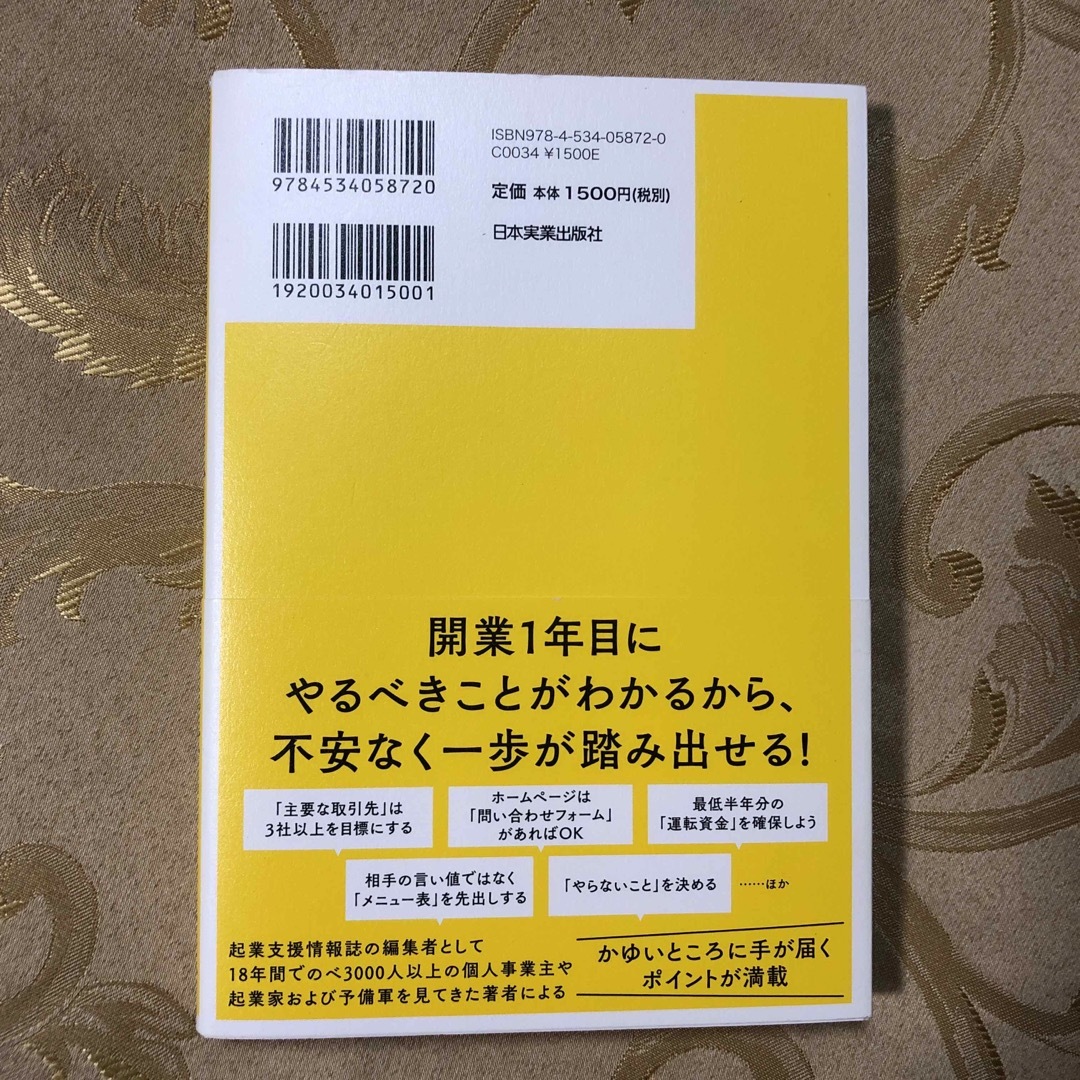 ISBN978-4-534-05872-0
C0034 ¥1500E
9784534058720
定価 本体1500円(税別)
日本実業出版社
1920034015001
開業1年目に
やるべきことがわかるから、
不安なく一歩が踏み出せる!
「主要な取引先」は
3社以上を目標にする
ホームページは
「問い合わせフォーム」
があればOK
最低半年分の
「運転資金」を確保しよう
相手の言い値ではなく
「メニュー表」を先出しする
「やらないこと」を決める
……ほか
起業支援情報誌の編集者として
18年間でのべ3000人以上の個人事業主や
起業家および予備軍を見てきた著者による
かゆいところに手が届く
ポイントが満載